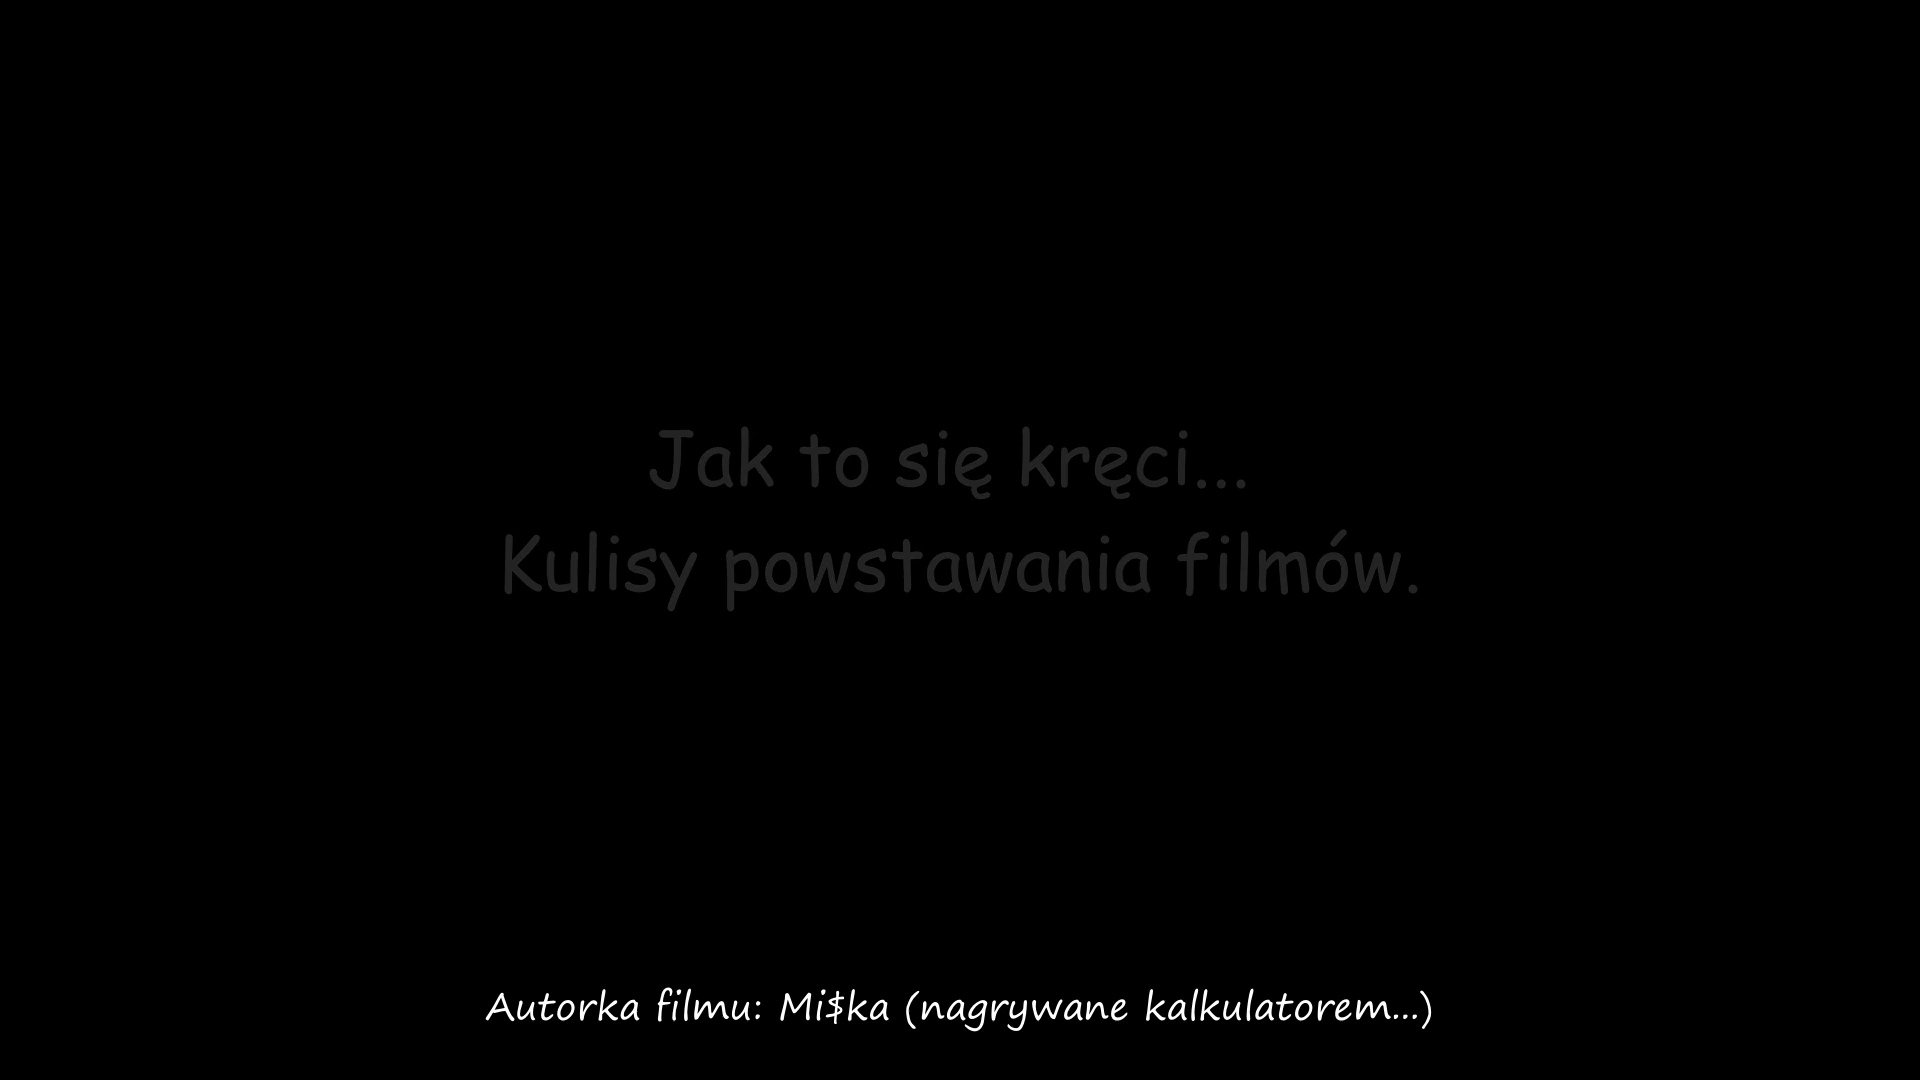 Jak to się kręci...
Kulisy powstawania filmów.
Autorka filmu: Mi$ka (nagrywane kalkulatorem...)